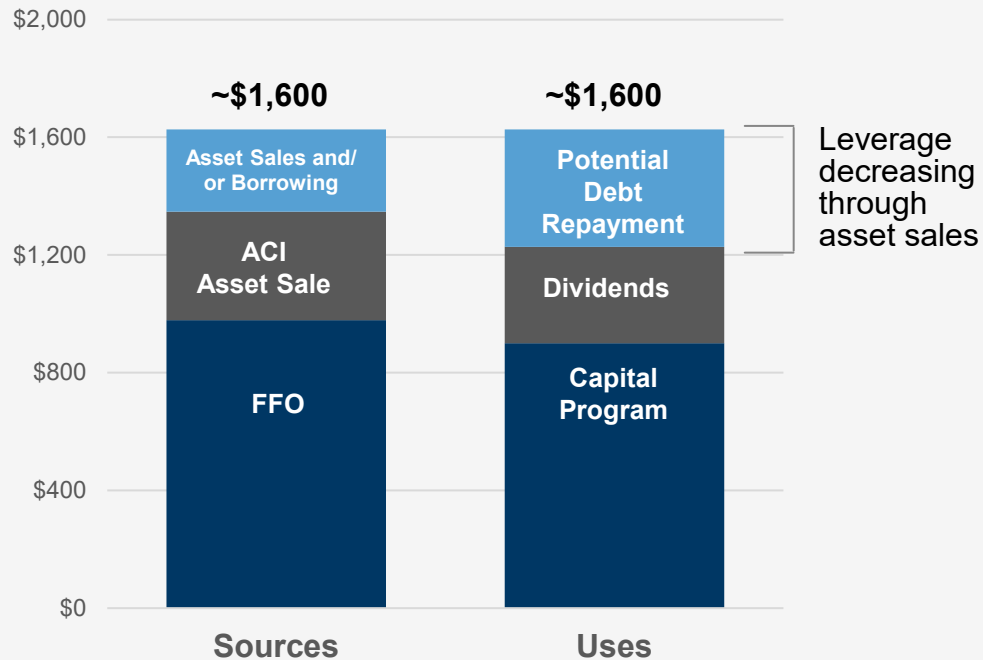 $2,000
~$1,600
~$1,600
$1,600
Asset Sales and/
or Borrowing
Potential
Debt
Repayment
Leverage
decreasing
through
asset sales
$1,200
ACI
Asset Sale
Dividends
$800
FFO
Capital
Program
$400
$0
Sources
Uses